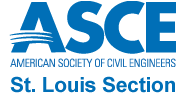 ASCE
AMERICAN SOCIETY OF CIVIL ENGINEERS
St. Louis Section